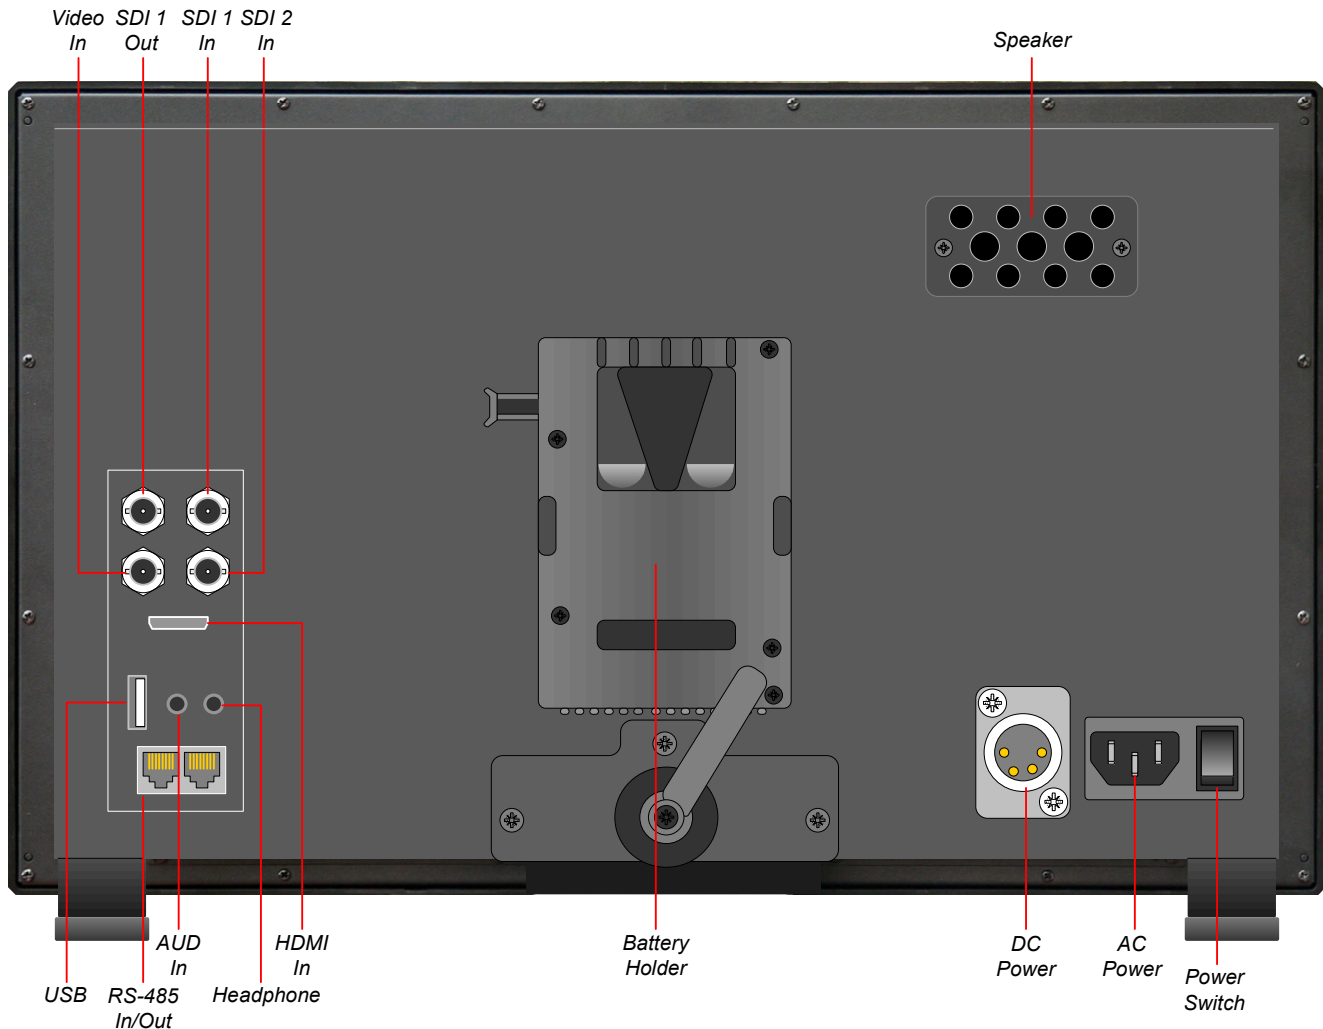 Video In
SDI 1 Out
SDI 1 In
SDI 2 In
Speaker
USB
RS-485 In/Out
AUD In
Headphone
HDMI In
Battery Holder
DC Power
AC Power
Power Switch